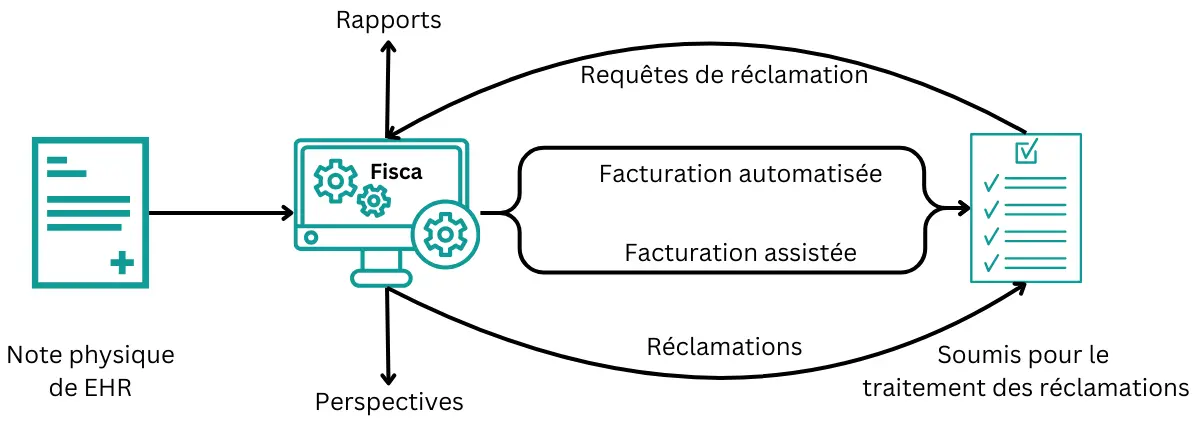 Rapports
Requêtes de réclamation
Fisca
Facturation automatisée
Facturation assistée
Réclamations
Note physique
de EHR
Soumis pour le
traitement des réclamations
Perspectives